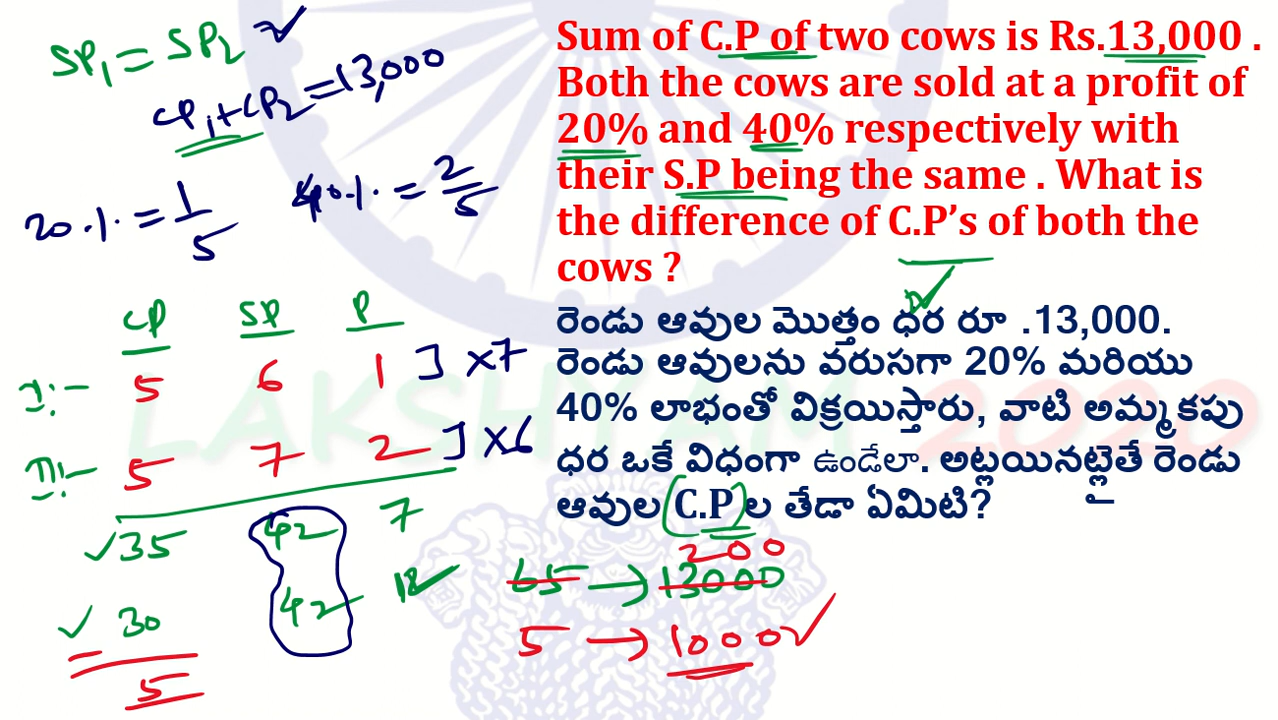 SP₁ = SP₂
CP₁ + CP₂ = 13,000
20% = 1/5
40% = 2/5
CP SP P
I:- 5 6 1 ] ×7
II:- 5 7 2 ] ×6
35 42 7
30 42 12
5
Sum of C.P of two cows is Rs.13,000 .
Both the cows are sold at a profit of
20% and 40% respectively with
their S.P being the same . What is
the difference of C.P’s of both the
cows ?
రెండు ఆవుల మొత్తం ధర రూ .13,000.
రెండు ఆవులను వరుసగా 20% మరియు
40% లాభంతో విక్రయిస్తారు, వాటి అమ్మకపు
ధర ఒకే విధంగా ఉండేలా. అట్లయినట్లైతే రెండు
ఆవుల (C.P) ల తేడా ఏమిటి?
200
65 → 13000
5 → 1000
LAKSHYAM 2020